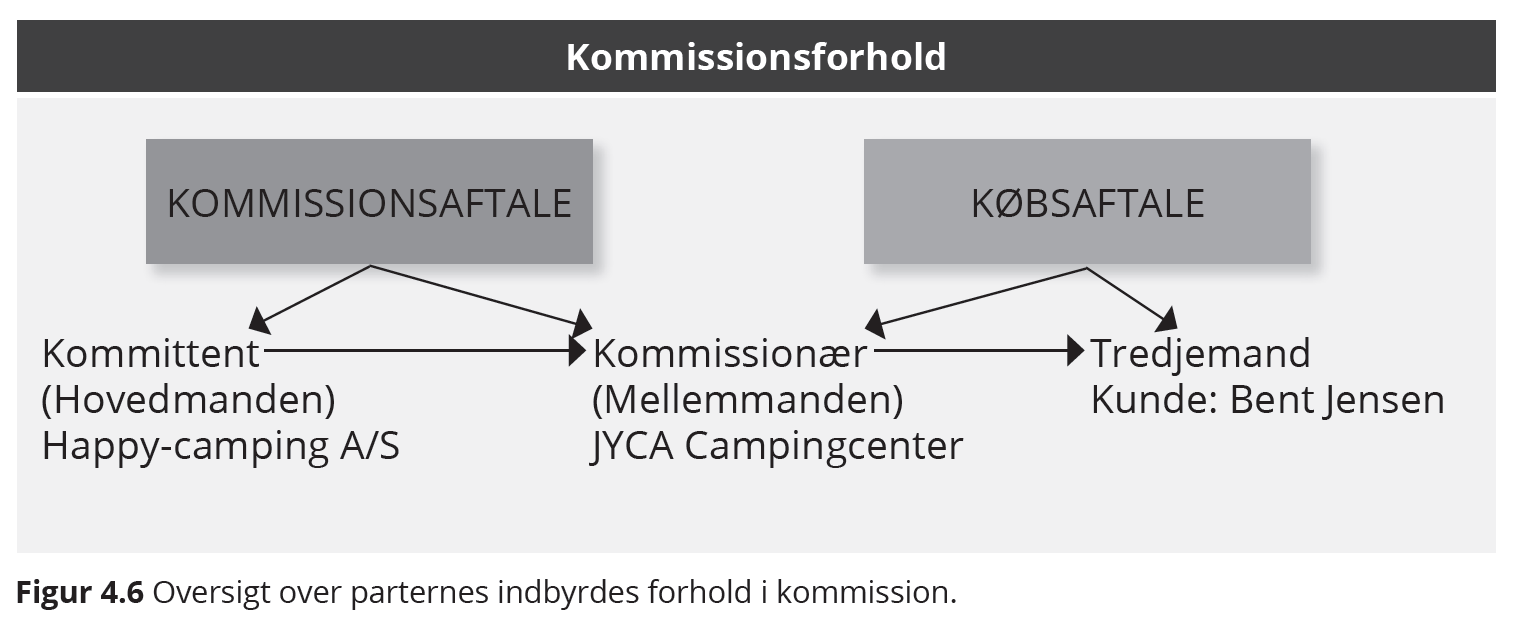 Kommissionsforhold
KOMMISSIONSAFTALE
KØBSAFTALE
Kommittent
(Hovedmanden)
Happy-camping A/S
Kommissionær
(Mellemmanden)
JYCA Campingcenter
Tredjemand
Kunde: Bent Jensen
Figur 4.6 Oversigt over parternes indbyrdes forhold i kommission.